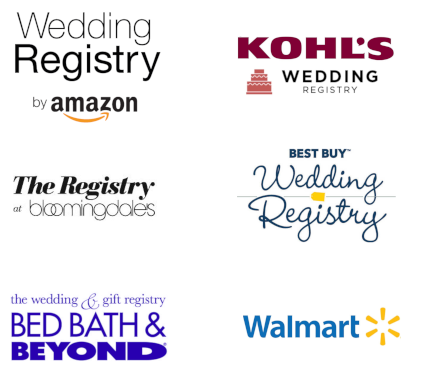 Wedding
Registry
by amazon
KOHL'S
WEDDING
REGISTRY
The Registry
at bloomingdale's
BEST BUY™
Wedding
Registry
the wedding & gift registry
BED BATH &
BEYOND®
Walmart